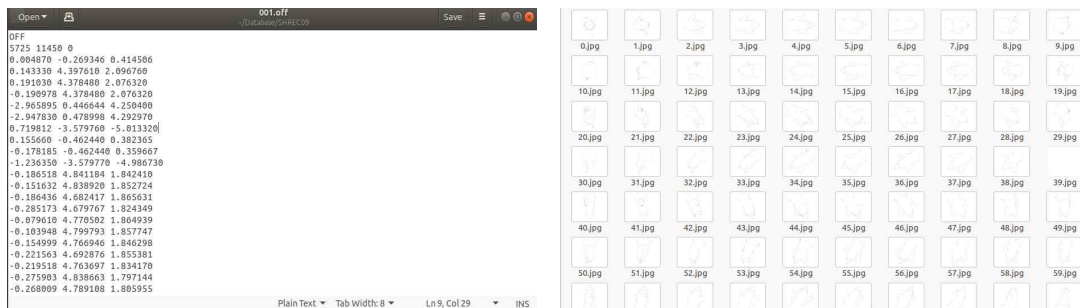 Open
001.off
~/Database/SHREC09
Save
OFF
5725 11450 0
0.004870 -0.269346 0.414506
0.143330 4.397610 2.096760
0.191030 4.378480 2.076320
-0.190978 4.378480 2.076320
-2.965895 0.446644 4.250400
-2.947830 0.478998 4.292970
0.719812 -3.579760 -5.013320
0.155660 -0.462440 0.382365
-0.178185 -0.462440 0.359667
-1.236350 -3.579770 -4.986730
-0.186518 4.841184 1.842410
-0.151632 4.838920 1.852724
-0.186436 4.682417 1.865631
-0.285173 4.679767 1.824349
-0.079610 4.770502 1.864939
-0.103948 4.799793 1.857747
-0.154999 4.766946 1.846298
-0.221563 4.692876 1.855381
-0.219518 4.763697 1.834170
-0.275903 4.838663 1.797144
-0.268009 4.789108 1.805955
Plain Text Tab Width: 8 Ln 9, Col 29 INS
0.jpg 1.jpg 2.jpg 3.jpg 4.jpg 5.jpg 6.jpg 7.jpg 8.jpg 9.jpg
10.jpg 11.jpg 12.jpg 13.jpg 14.jpg 15.jpg 16.jpg 17.jpg 18.jpg 19.jpg
20.jpg 21.jpg 22.jpg 23.jpg 24.jpg 25.jpg 26.jpg 27.jpg 28.jpg 29.jpg
30.jpg 31.jpg 32.jpg 33.jpg 34.jpg 35.jpg 36.jpg 37.jpg 38.jpg 39.jpg
40.jpg 41.jpg 42.jpg 43.jpg 44.jpg 45.jpg 46.jpg 47.jpg 48.jpg 49.jpg
50.jpg 51.jpg 52.jpg 53.jpg 54.jpg 55.jpg 56.jpg 57.jpg 58.jpg 59.jpg